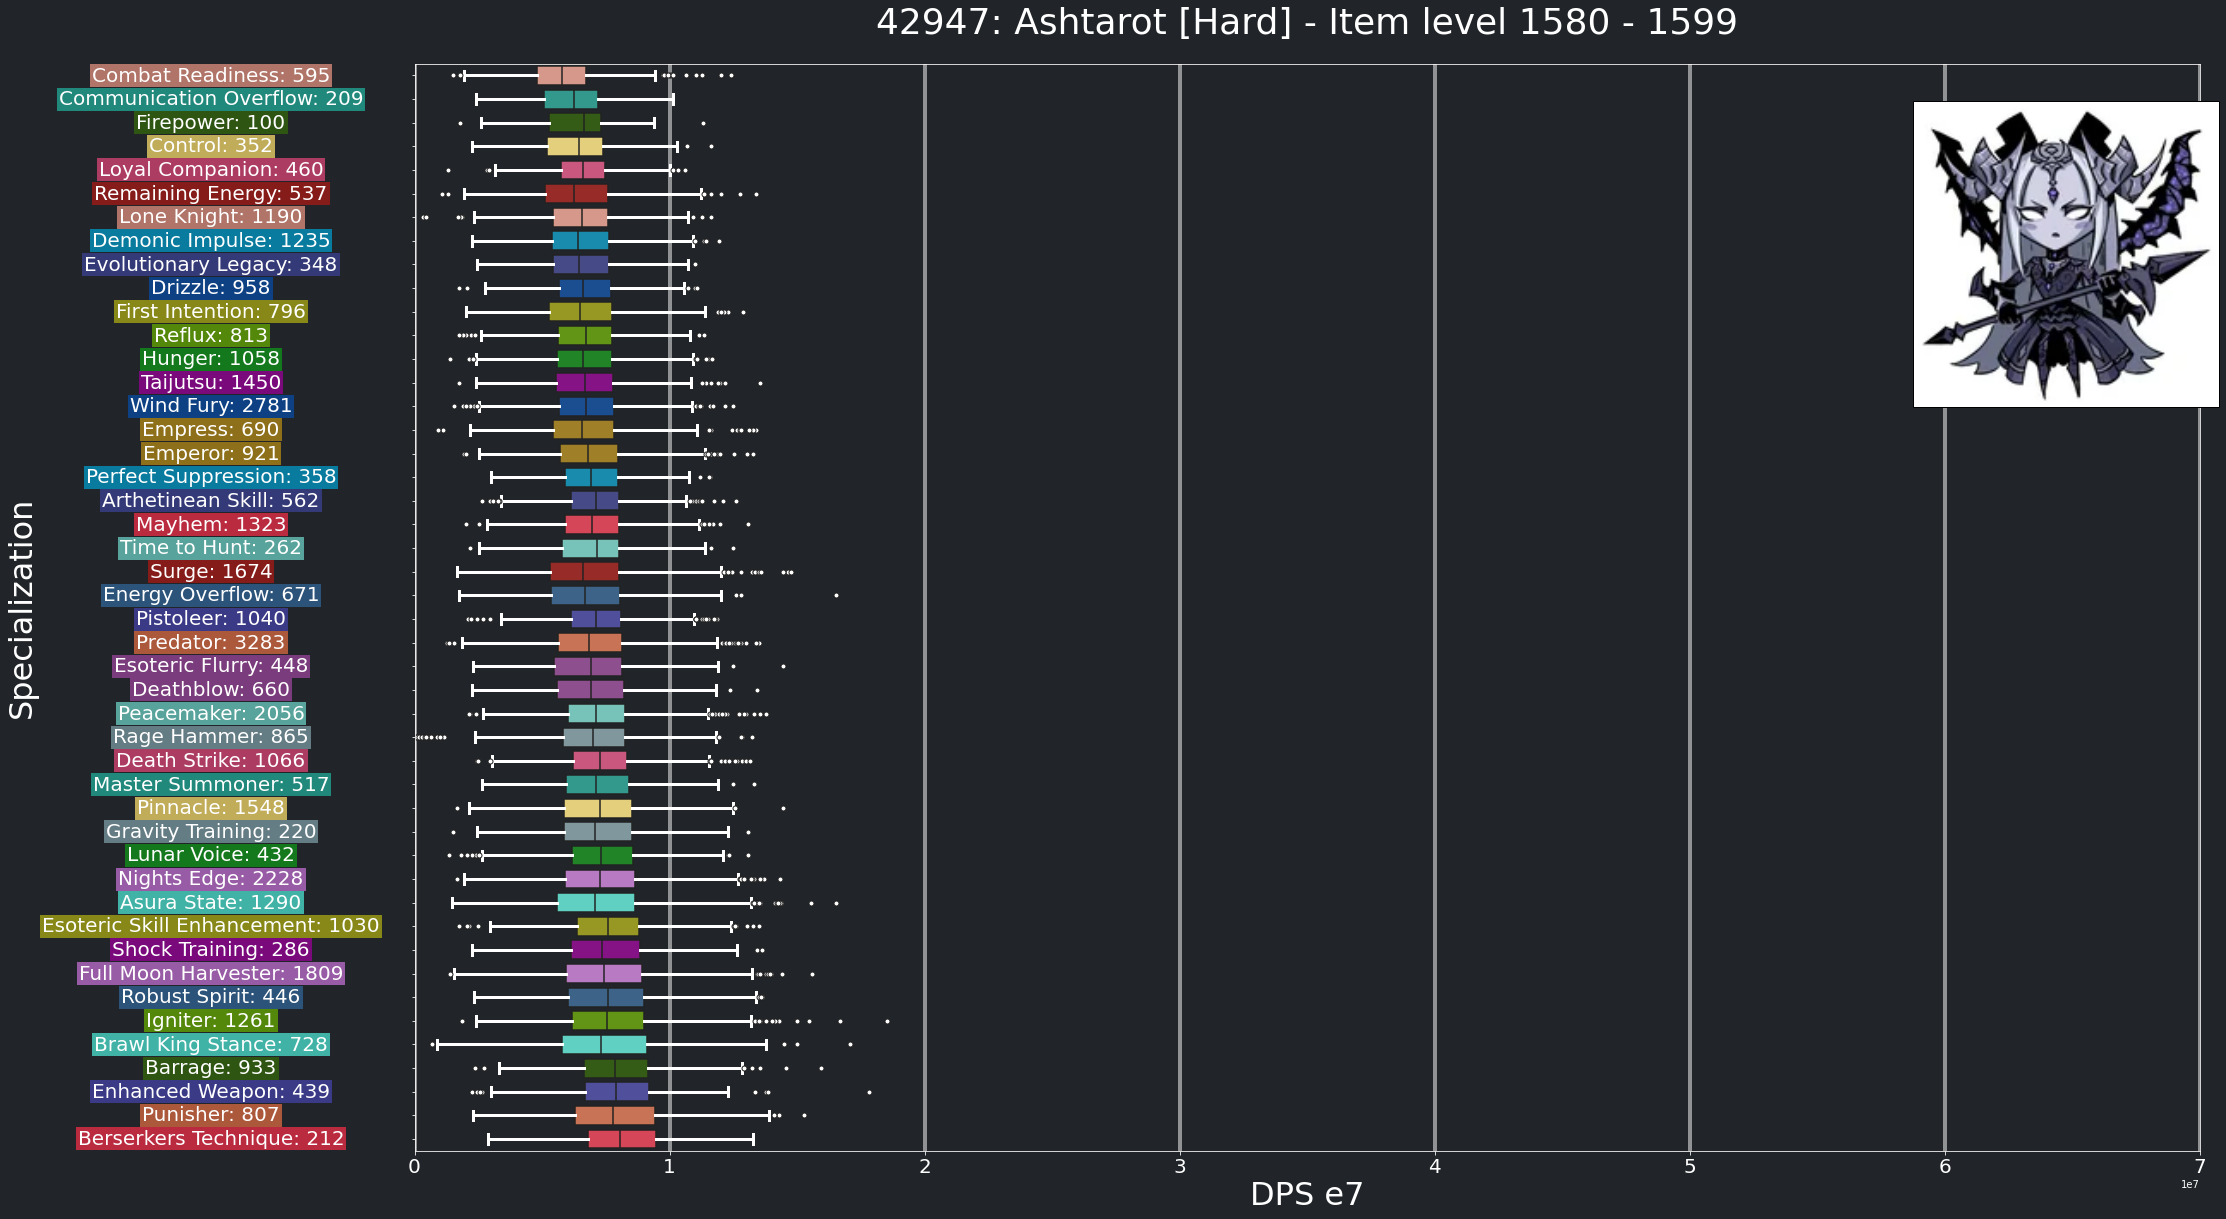 42947: Ashtarot [Hard] - Item level 1580 - 1599
Specialization
Combat Readiness: 595
Communication Overflow: 209
Firepower: 100
Control: 352
Loyal Companion: 460
Remaining Energy: 537
Lone Knight: 1190
Demonic Impulse: 1235
Evolutionary Legacy: 348
Drizzle: 958
First Intention: 796
Reflux: 813
Hunger: 1058
Taijutsu: 1450
Wind Fury: 2781
Empress: 690
Emperor: 921
Perfect Suppression: 358
Arthetinean Skill: 562
Mayhem: 1323
Time to Hunt: 262
Surge: 1674
Energy Overflow: 671
Pistoleer: 1040
Predator: 3283
Esoteric Flurry: 448
Deathblow: 660
Peacemaker: 2056
Rage Hammer: 865
Death Strike: 1066
Master Summoner: 517
Pinnacle: 1548
Gravity Training: 220
Lunar Voice: 432
Nights Edge: 2228
Asura State: 1290
Esoteric Skill Enhancement: 1030
Shock Training: 286
Full Moon Harvester: 1809
Robust Spirit: 446
Igniter: 1261
Brawl King Stance: 728
Barrage: 933
Enhanced Weapon: 439
Punisher: 807
Berserkers Technique: 212
0 1 2 3 4 5 6 7
1e7
DPS e7